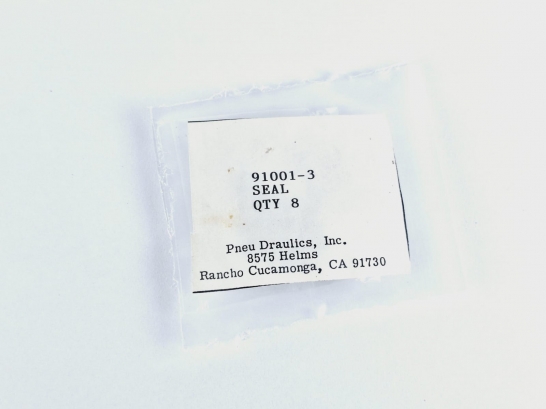 91001-3
SEAL
QTY 8
Pneu Draulics, Inc.
8575 Helms
Rancho Cucamonga, CA 91730